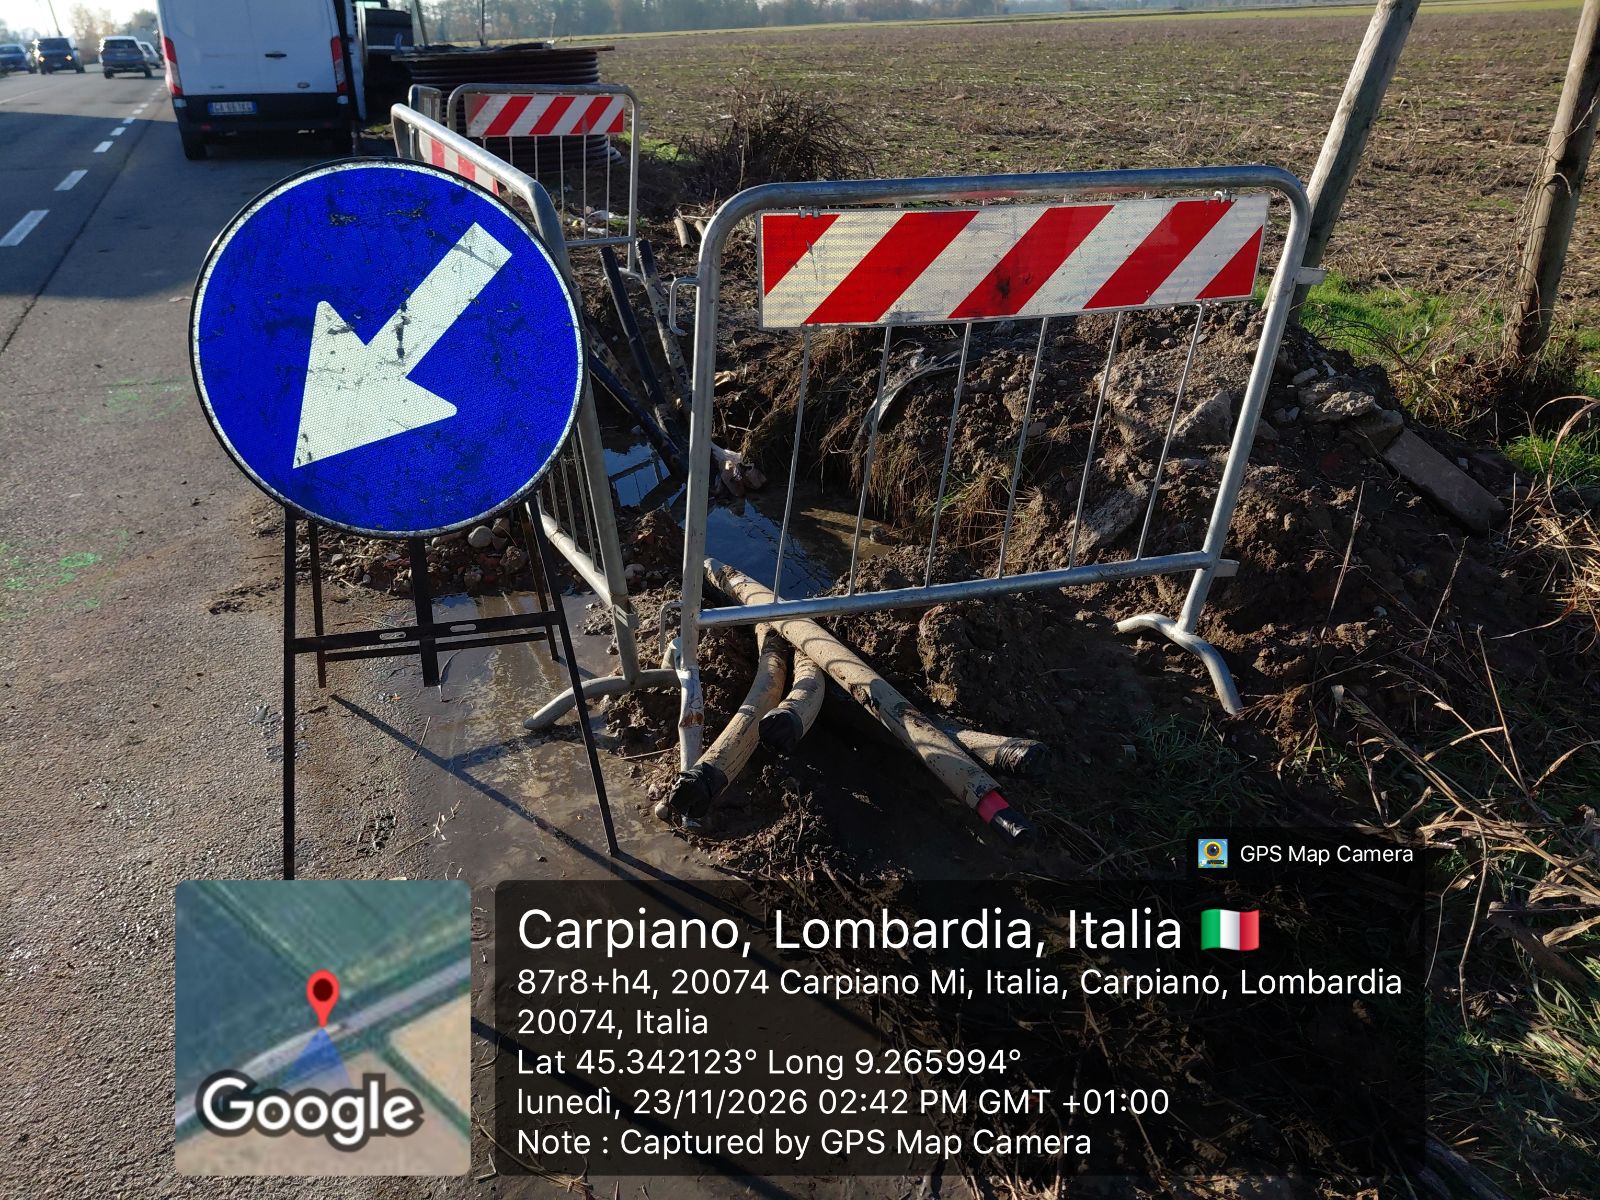 GPS Map Camera
Carpiano, Lombardia, Italia
87r8+h4, 20074 Carpiano Mi, Italia, Carpiano, Lombardia
20074, Italia
Lat 45.342123° Long 9.265994°
lunedì, 23/11/2026 02:42 PM GMT +01:00
Note : Captured by GPS Map Camera
Google